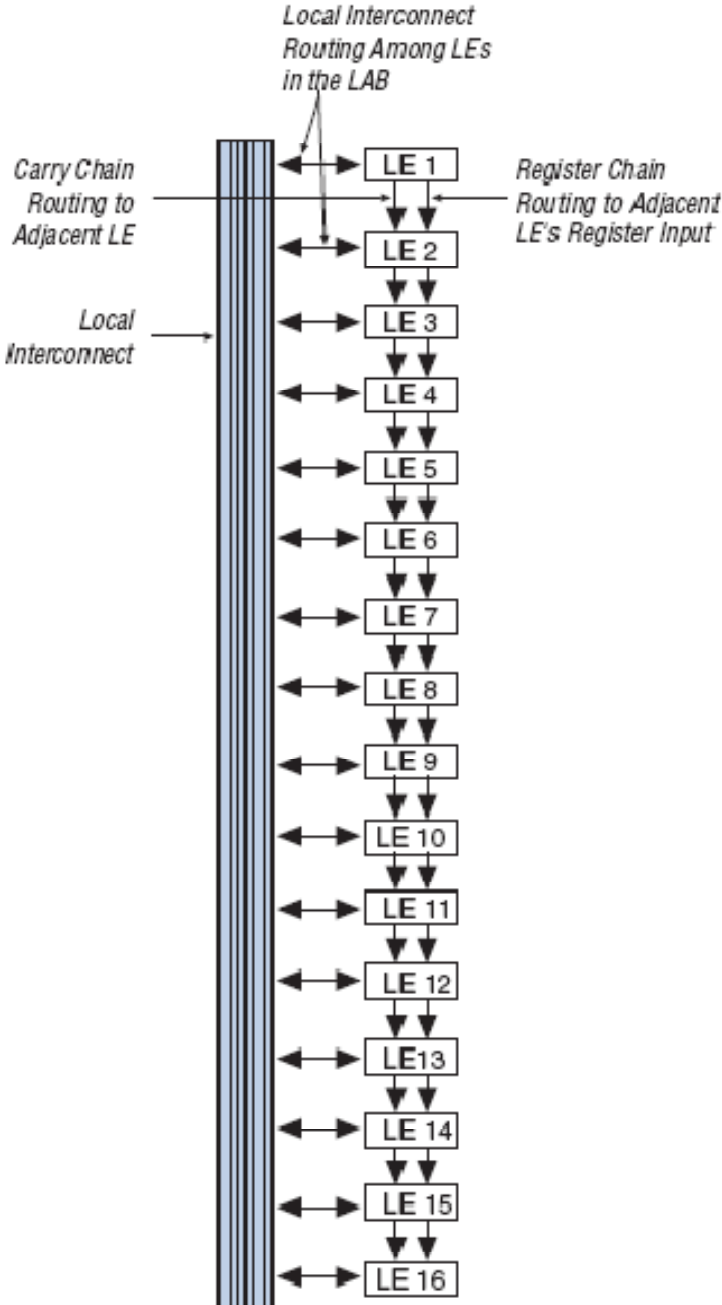 Local Interconnect
Routing Among LEs
in the LAB
Carry Chain
Routing to
Adjacent LE
Register Chain
Routing to Adjacent
LE's Register Input
Local
Interconnect
LE 1
LE 2
LE 3
LE 4
LE 5
LE 6
LE 7
LE 8
LE 9
LE 10
LE 11
LE 12
LE13
LE 14
LE 15
LE 16